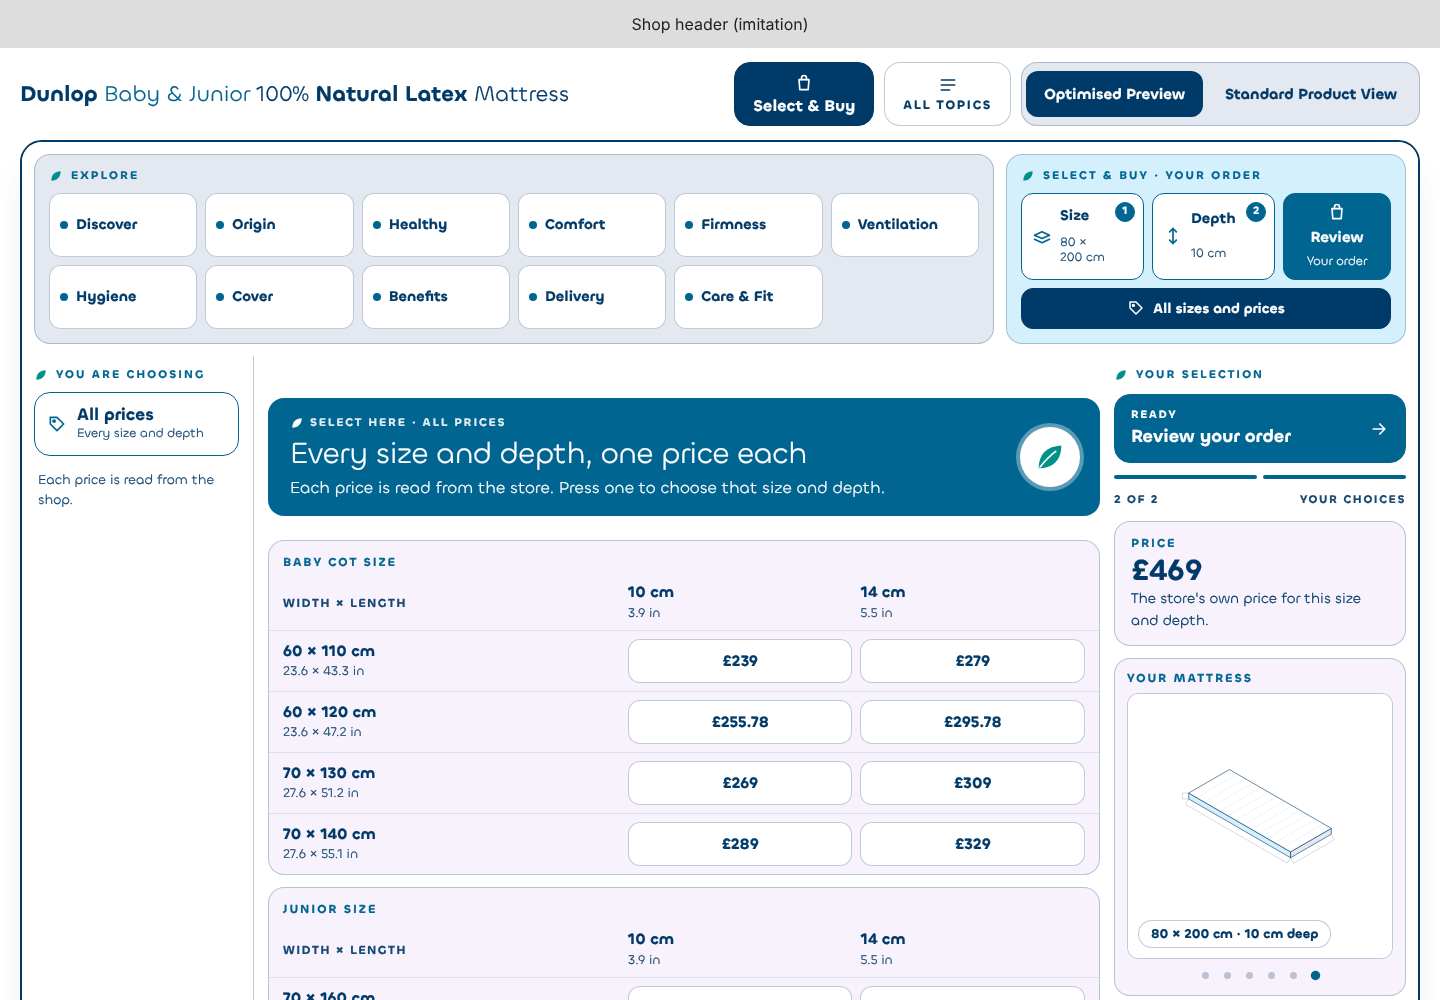 Shop header (imitation)
Dunlop Baby & Junior 100% Natural Latex Mattress
Select & Buy
ALL TOPICS
Optimised Preview
Standard Product View
EXPLORE
Discover
Origin
Healthy
Comfort
Firmness
Ventilation
Hygiene
Cover
Benefits
Delivery
Care & Fit
SELECT & BUY · YOUR ORDER
Size
1
80 ×
200 cm
Depth
2
10 cm
Review
Your order
All sizes and prices
YOU ARE CHOOSING
All prices
Every size and depth
Each price is read from the
shop.
SELECT HERE · ALL PRICES
Every size and depth, one price each
Each price is read from the store. Press one to choose that size and depth.
BABY COT SIZE
WIDTH × LENGTH
10 cm
3.9 in
14 cm
5.5 in
60 × 110 cm
23.6 × 43.3 in
£239
£279
60 × 120 cm
23.6 × 47.2 in
£255.78
£295.78
70 × 130 cm
27.6 × 51.2 in
£269
£309
70 × 140 cm
27.6 × 55.1 in
£289
£329
JUNIOR SIZE
WIDTH × LENGTH
10 cm
3.9 in
14 cm
5.5 in
70 × 160 cm
YOUR SELECTION
READY
Review your order
2 OF 2
YOUR CHOICES
PRICE
£469
The store's own price for this size
and depth.
YOUR MATTRESS
80 × 200 cm · 10 cm deep